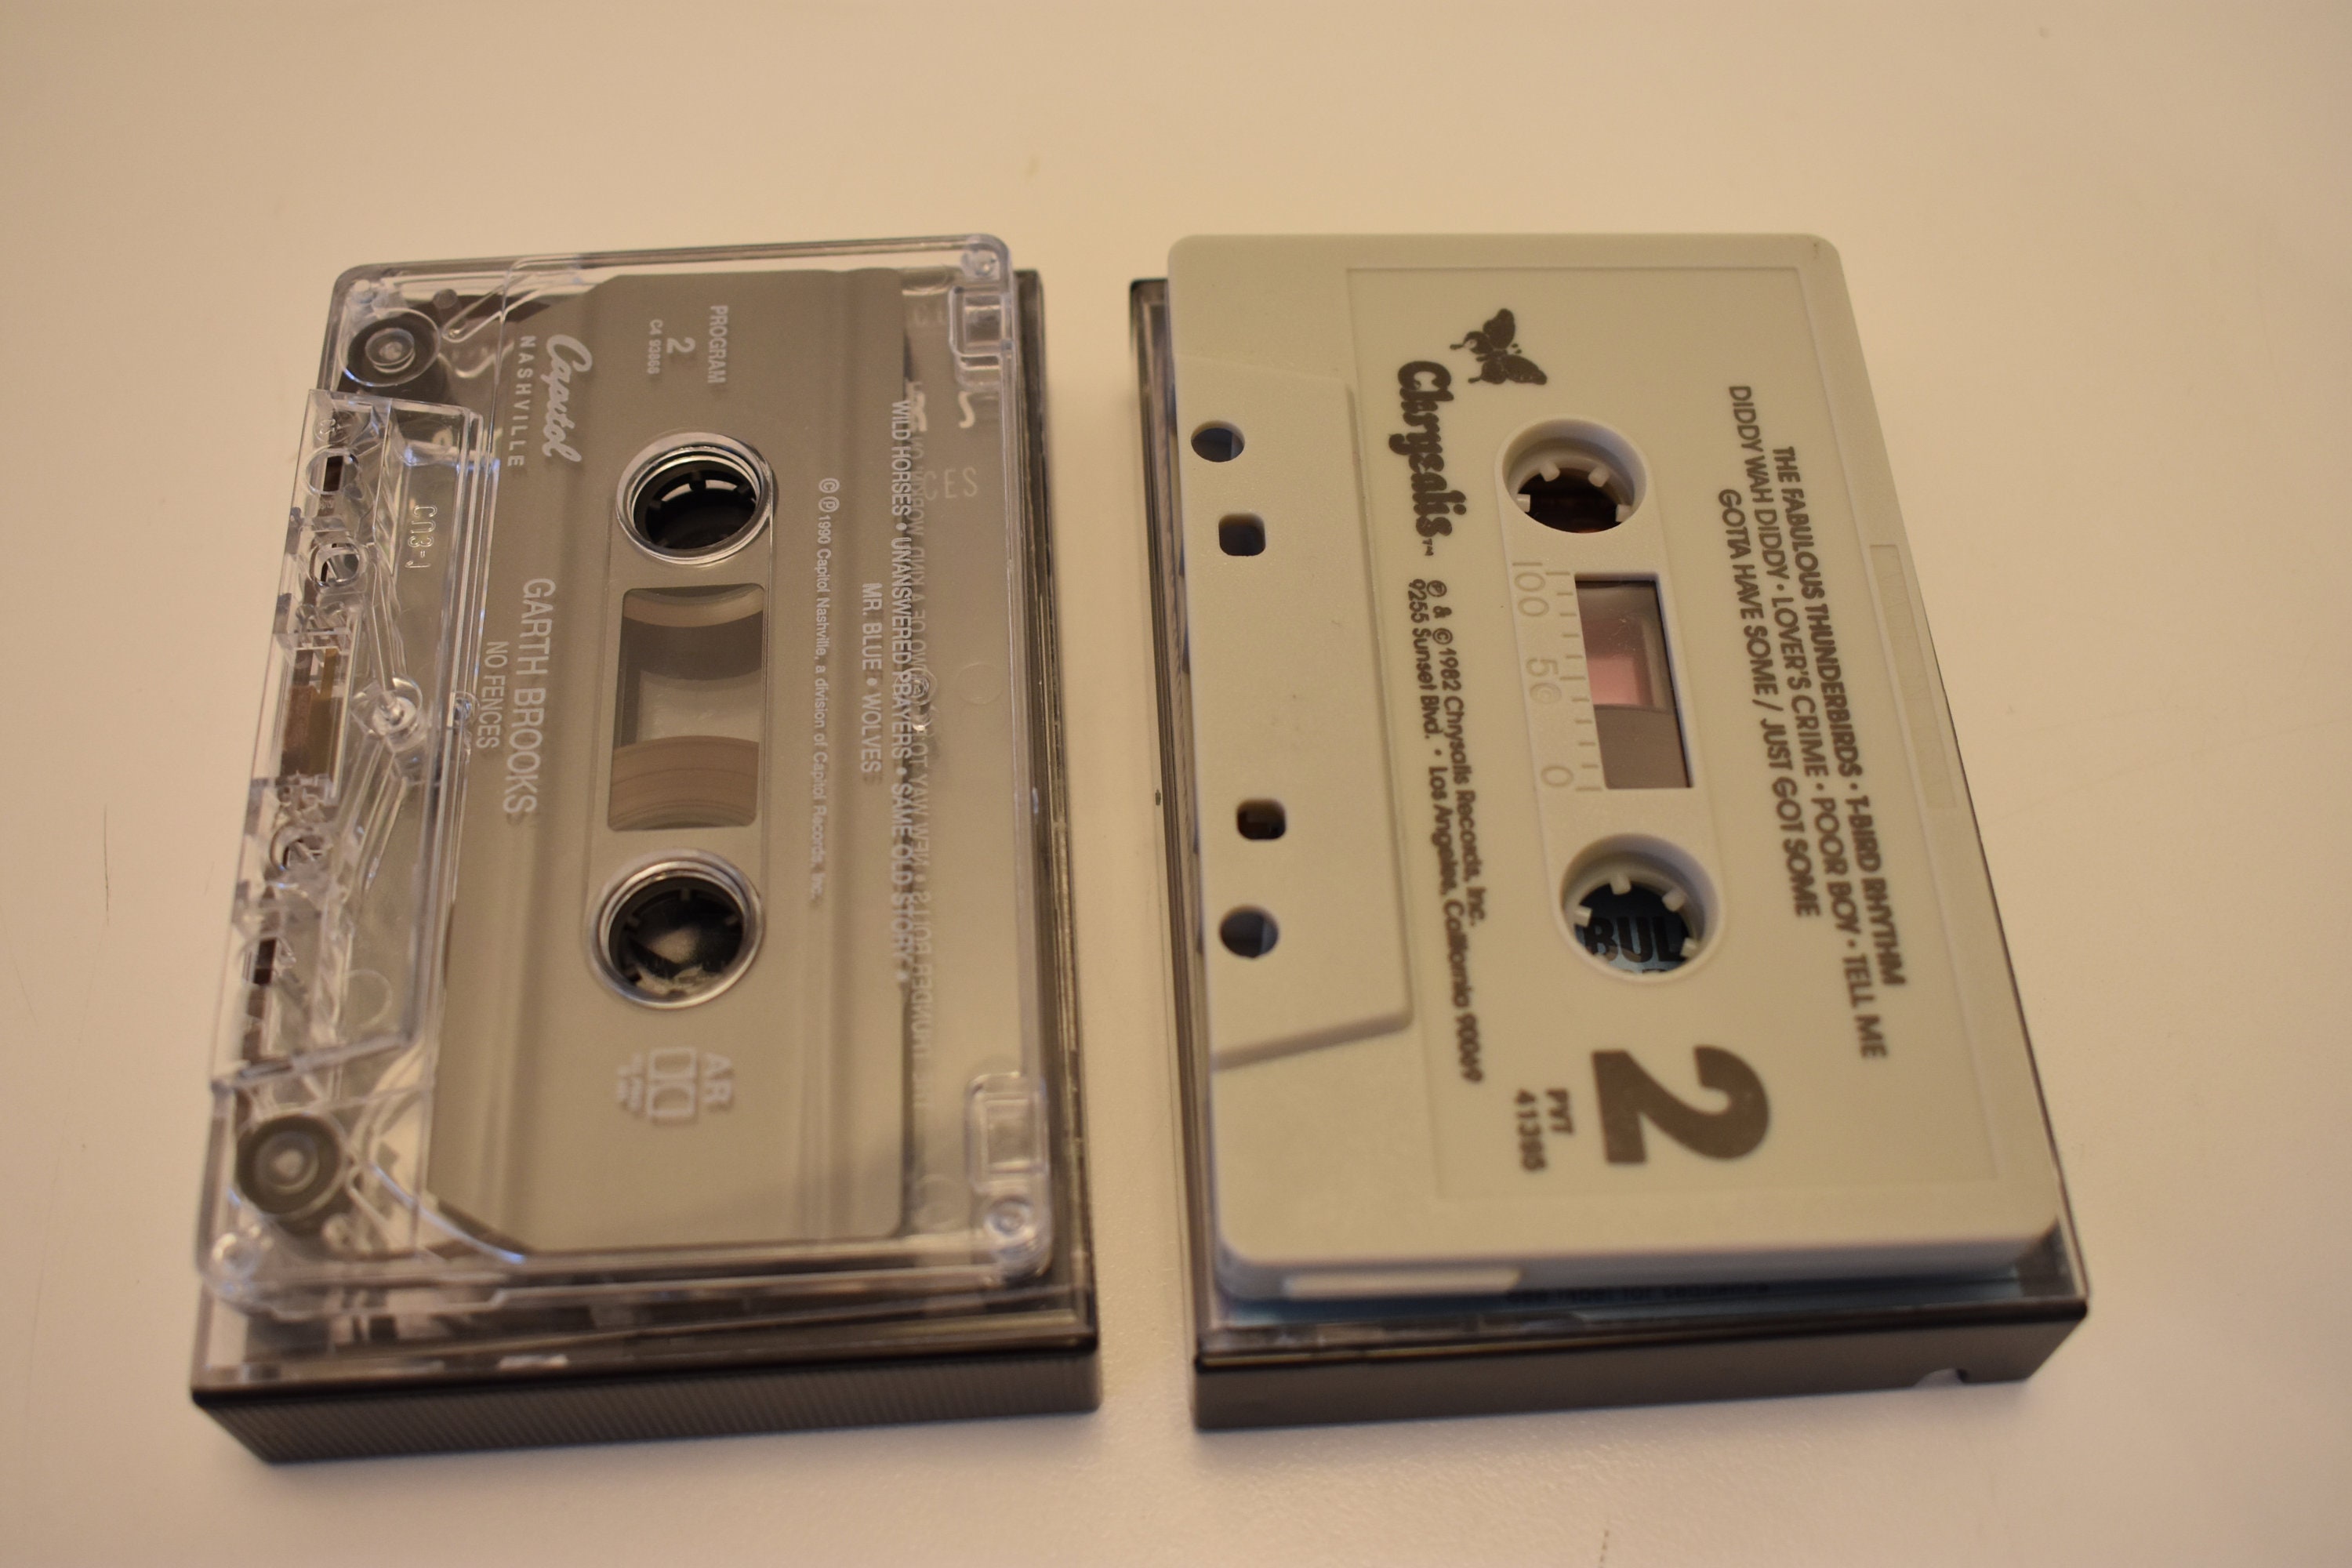 Capitol
NASHVILLE
PROGRAM
2
C4 93866
GARTH BROOKS
NO FENCES
© ℗ 1990 Capitol Nashville, a division of Capitol Records, Inc.
WILD HORSES • UNANSWERED PRAYERS • SAME OLD STORY •
MR. BLUE • WOLVES
AR
CES
THE FABULOUS THUNDERBIRDS • T-BIRD RHYTHM
DIDDY WAH DIDDY • LOVER'S CRIME • POOR BOY • TELL ME
GOTTA HAVE SOME / JUST GOT SOME
Chrysalis™
℗ & © 1982 Chrysalis Records, Inc.
9255 Sunset Blvd. • Los Angeles, California 90069
100 50 0
BUL
2
PVT
41395